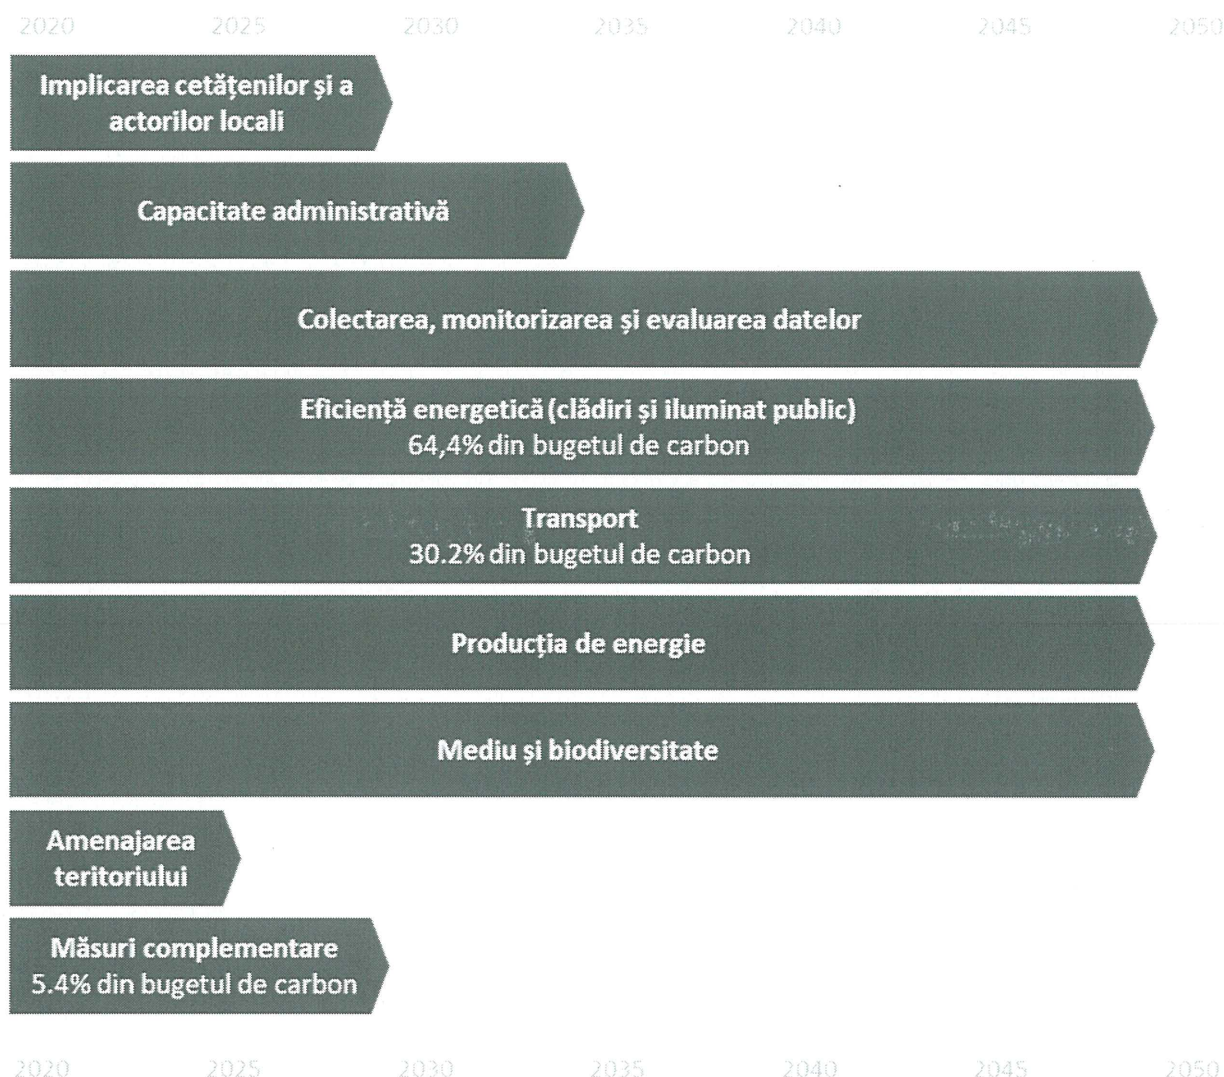 2020 2025 2030 2035 2040 2045 2050
Implicarea cetățenilor și a
actorilor locali
Capacitate administrativă
Colectarea, monitorizarea și evaluarea datelor
Eficiență energetică (clădiri și iluminat public)
64,4% din bugetul de carbon
Transport
30.2% din bugetul de carbon
Producția de energie
Mediu și biodiversitate
Amenajarea
teritoriului
Măsuri complementare
5.4% din bugetul de carbon
2020 2025 2030 2035 2040 2045 2050